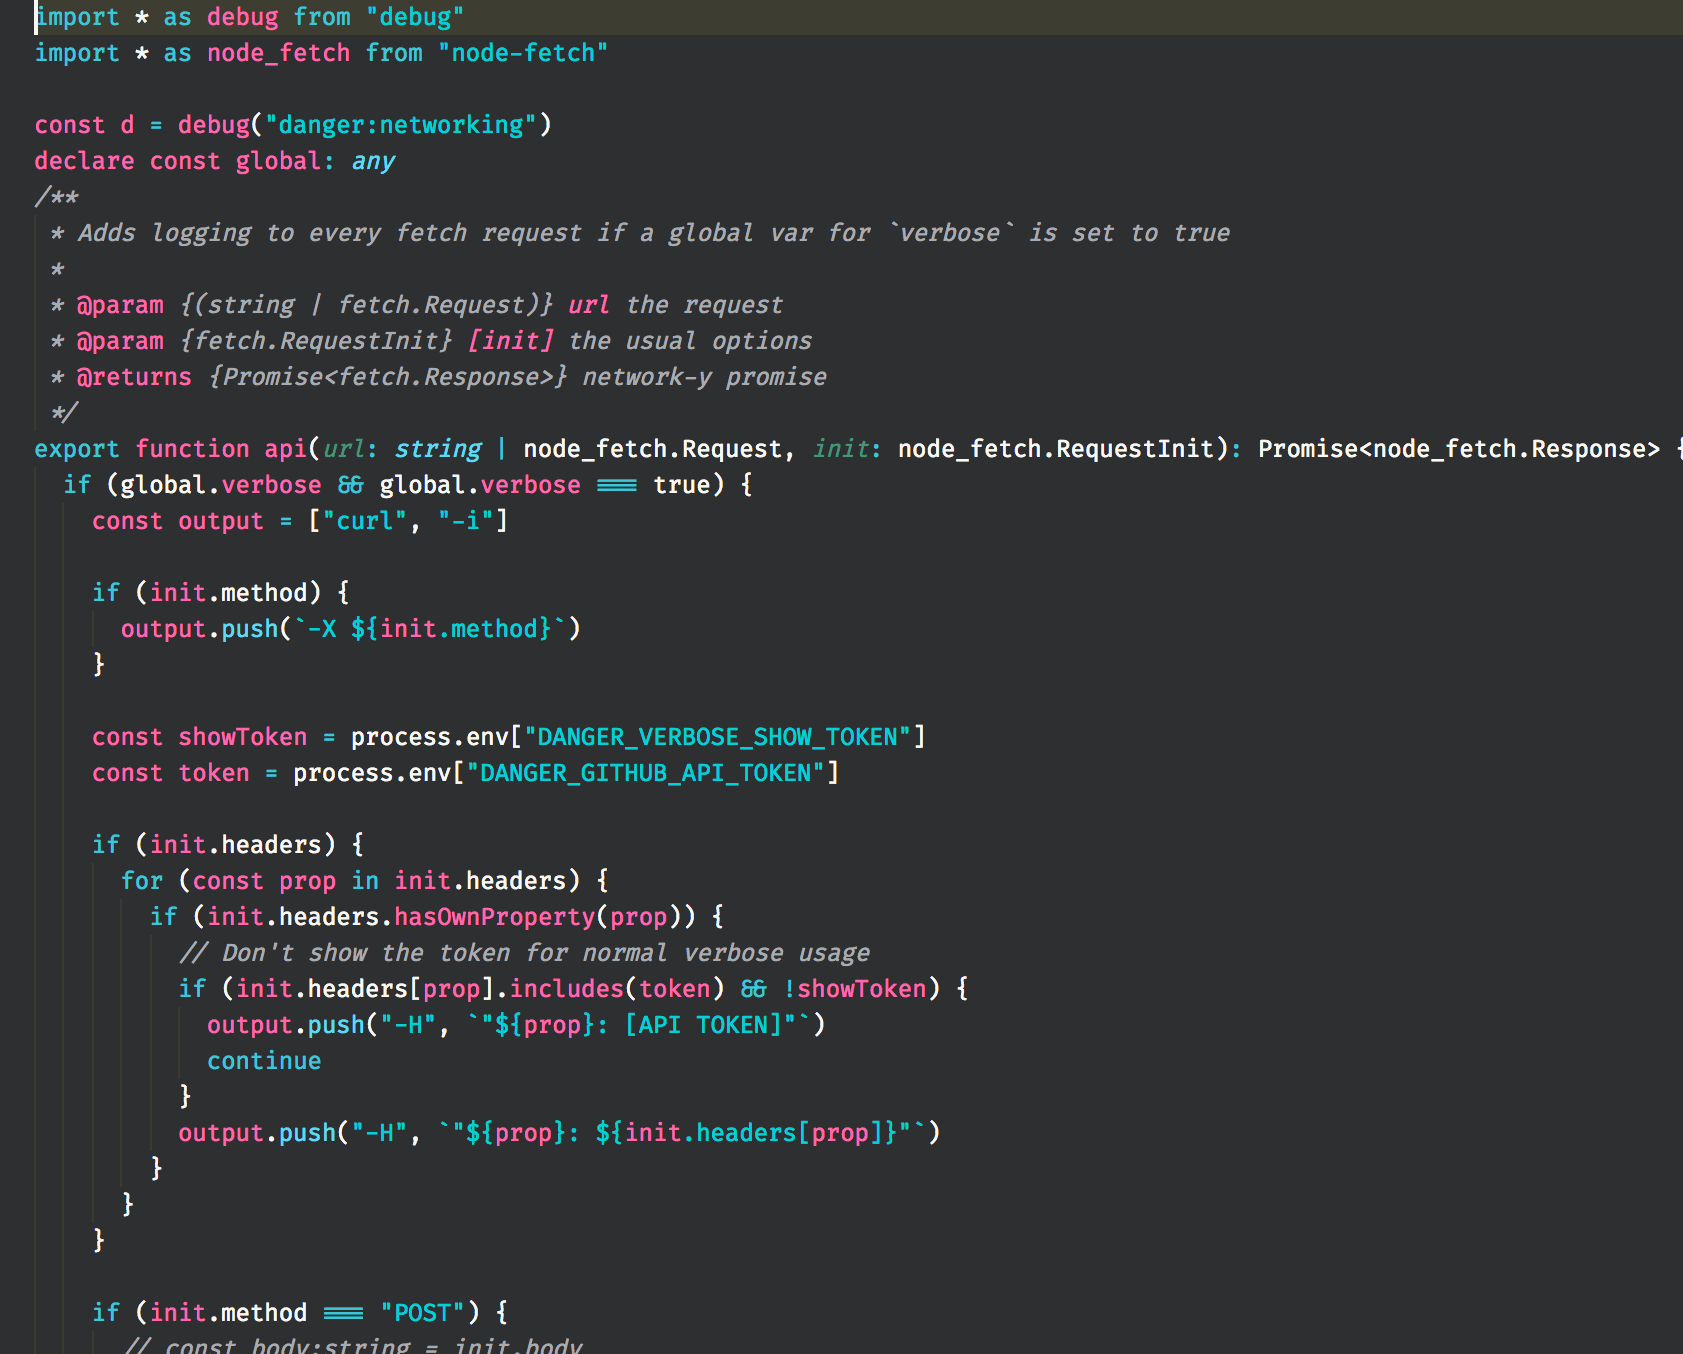 import * as debug from "debug"
import * as node_fetch from "node-fetch"
const d = debug("danger:networking")
declare const global: any
/**
* Adds logging to every fetch request if a global var for `verbose` is set to true
*
* @param {(string | fetch.Request)} url the request
* @param {fetch.RequestInit} [init] the usual options
* @returns {Promise<fetch.Response>} network-y promise
*/
export function api(url: string | node_fetch.Request, init: node_fetch.RequestInit): Promise<node_fetch.Response> {
if (global.verbose && global.verbose === true) {
const output = ["curl", "-i"]
if (init.method) {
output.push(`-X ${init.method}`)
}
const showToken = process.env["DANGER_VERBOSE_SHOW_TOKEN"]
const token = process.env["DANGER_GITHUB_API_TOKEN"]
if (init.headers) {
for (const prop in init.headers) {
if (init.headers.hasOwnProperty(prop)) {
// Don't show the token for normal verbose usage
if (init.headers[prop].includes(token) && !showToken) {
output.push("-H", `"${prop}: [API TOKEN]"`)
continue
}
output.push("-H", `"${prop}: ${init.headers[prop]}"`)
}
}
}
if (init.method === "POST") {
// const body:string = init.body